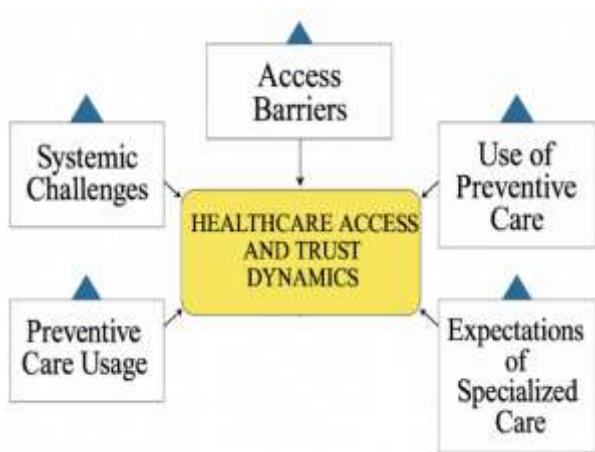 Access
Barriers
Systemic
Challenges
Use of
Preventive
Care
HEALTHCARE ACCESS
AND TRUST
DYNAMICS
Preventive
Care Usage
Expectations
of
Specialized
Care